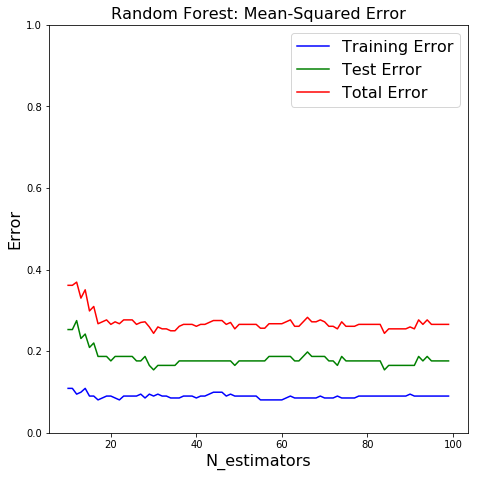 Random Forest: Mean-Squared Error
1.0
0.8
0.6
0.4
0.2
0.0
Error
Training Error
Test Error
Total Error
20
40
60
80
100
N_estimators